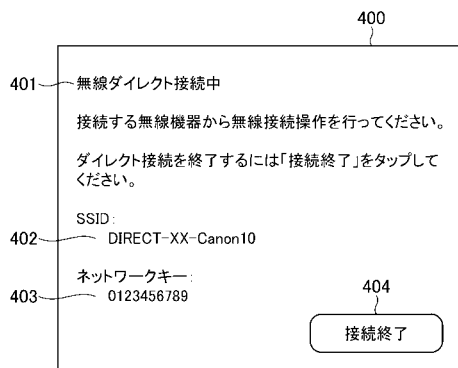 400
401 無線ダイレクト接続中
接続する無線機器から無線接続操作を行ってください。
ダイレクト接続を終了するには「接続終了」をタップして
ください。
SSID:
402 DIRECT-XX-Canon10
ネットワークキー:
403 0123456789
404
接続終了